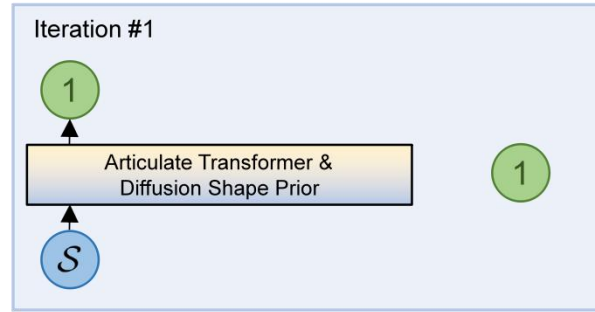 Iteration #1
1
Articulate Transformer &
Diffusion Shape Prior
1
S